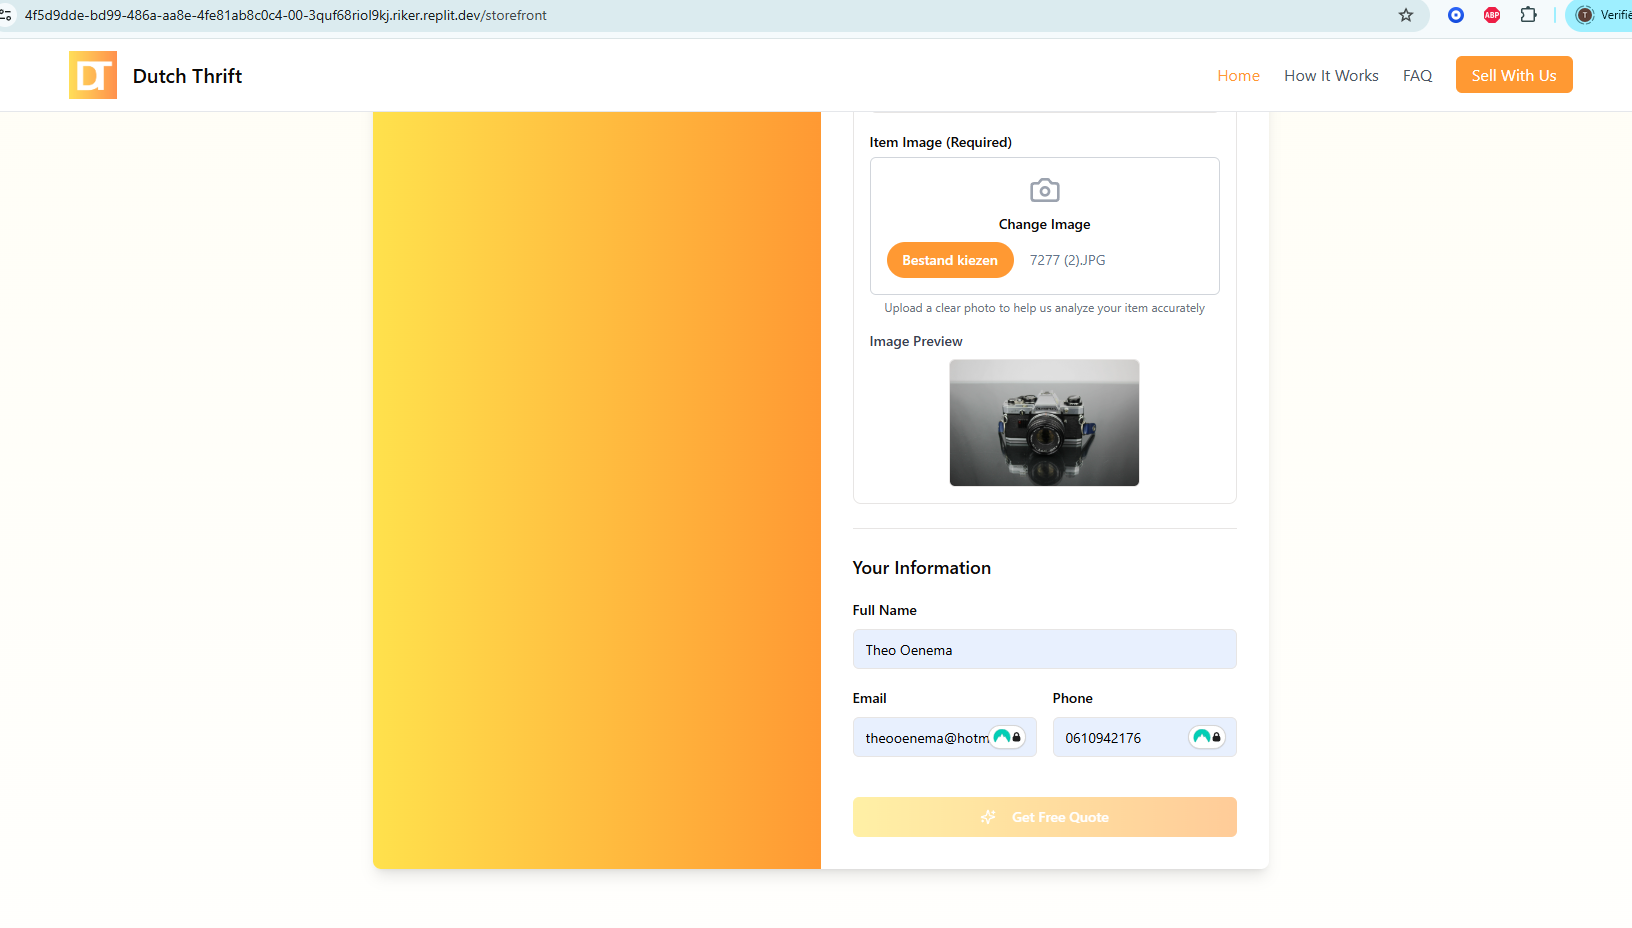 4f5d9dde-bd99-486a-aa8e-4fe81ab8c0c4-00-3quf68riol9kj.riker.replit.dev/storefront
ABP
T
Verifië
DT
Dutch Thrift
Home
How It Works
FAQ
Sell With Us
Item Image (Required)
Change Image
Bestand kiezen
7277 (2).JPG
Upload a clear photo to help us analyze your item accurately
Image Preview
Your Information
Full Name
Theo Oenema
Email
Phone
theooenema@hotm
0610942176
Get Free Quote